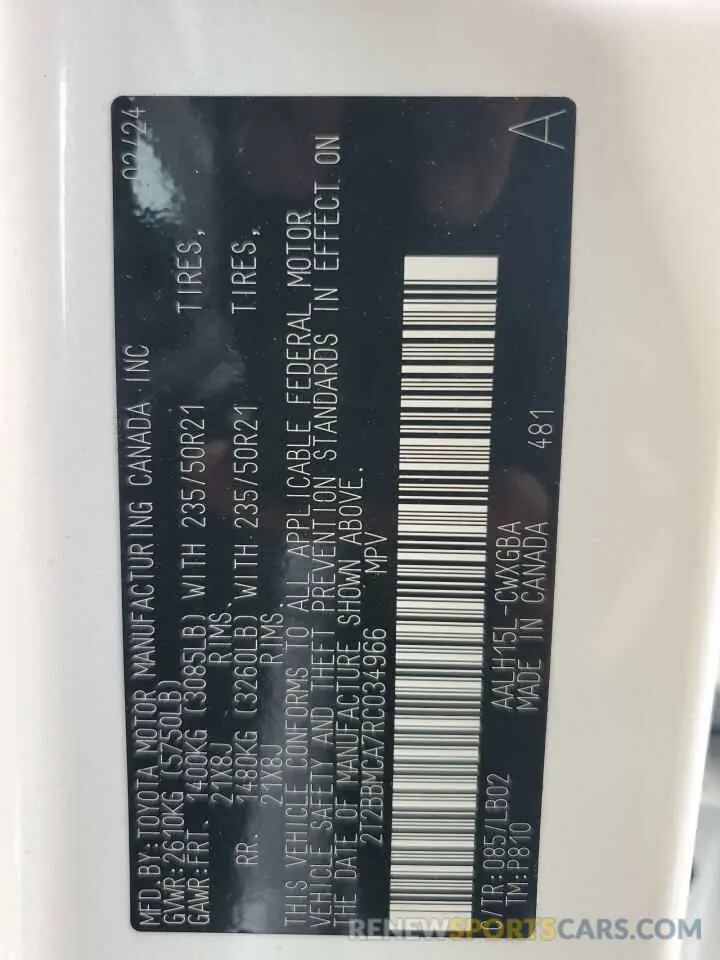 MFD.BY:TOYOTA MOTOR MANUFACTURING CANADA INC 02/24
GVWR:2610KG (5750LB)
GAWR:FRT. 1400KG (3085LB) WITH 235/50R21 TIRES,
21X8J RIMS.
RR. 1480KG (3260LB) WITH 235/50R21 TIRES,
21X8J RIMS.
THIS VEHICLE CONFORMS TO ALL APPLICABLE FEDERAL MOTOR
VEHICLE SAFETY AND THEFT PREVENTION STANDARDS IN EFFECT ON
THE DATE OF MANUFACTURE SHOWN ABOVE.
2T2BBMCA7RC034966 MPV
C/TR:085/LB02 AALH15L-CWXGBA A
TM:P810 MADE IN CANADA 481
RENEWSPORTSCARS.COM